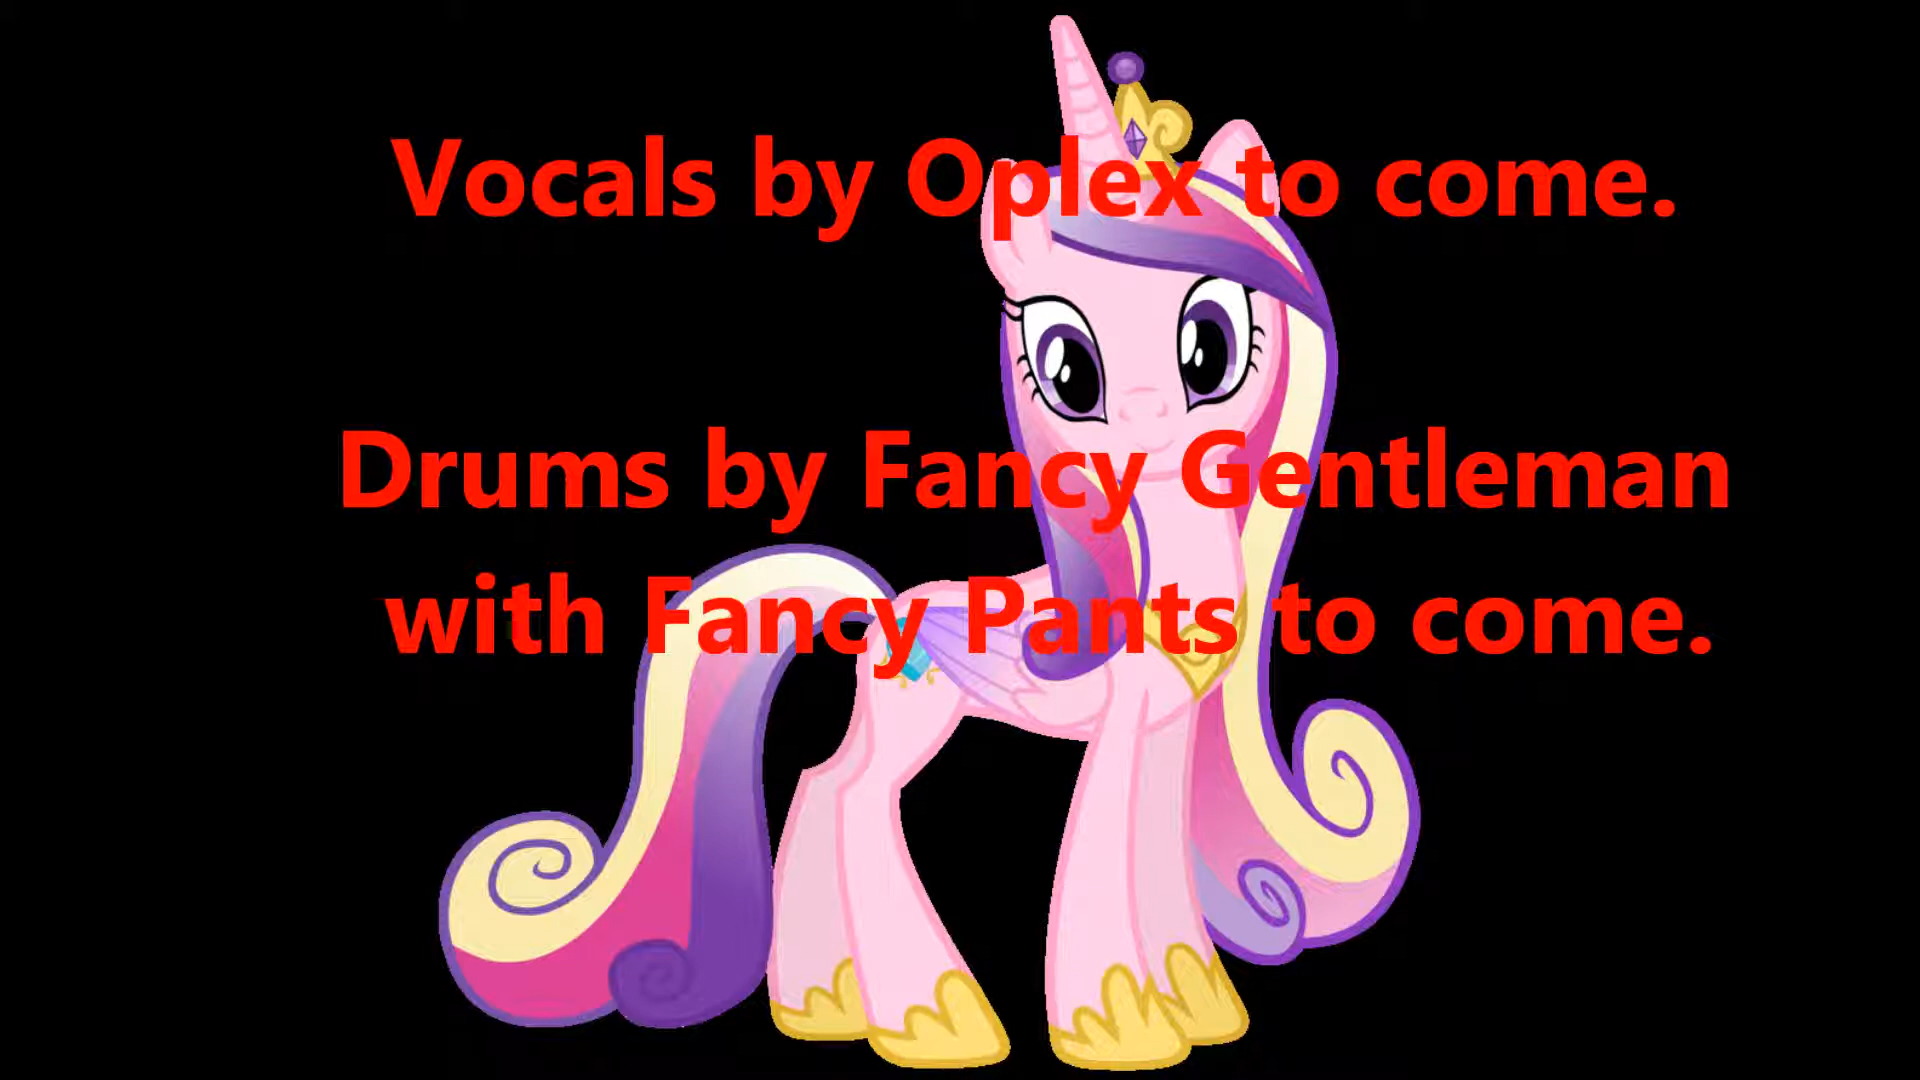 Vocals by Oplex to come.
Drums by Fancy Gentleman
with Fancy Pants to come.